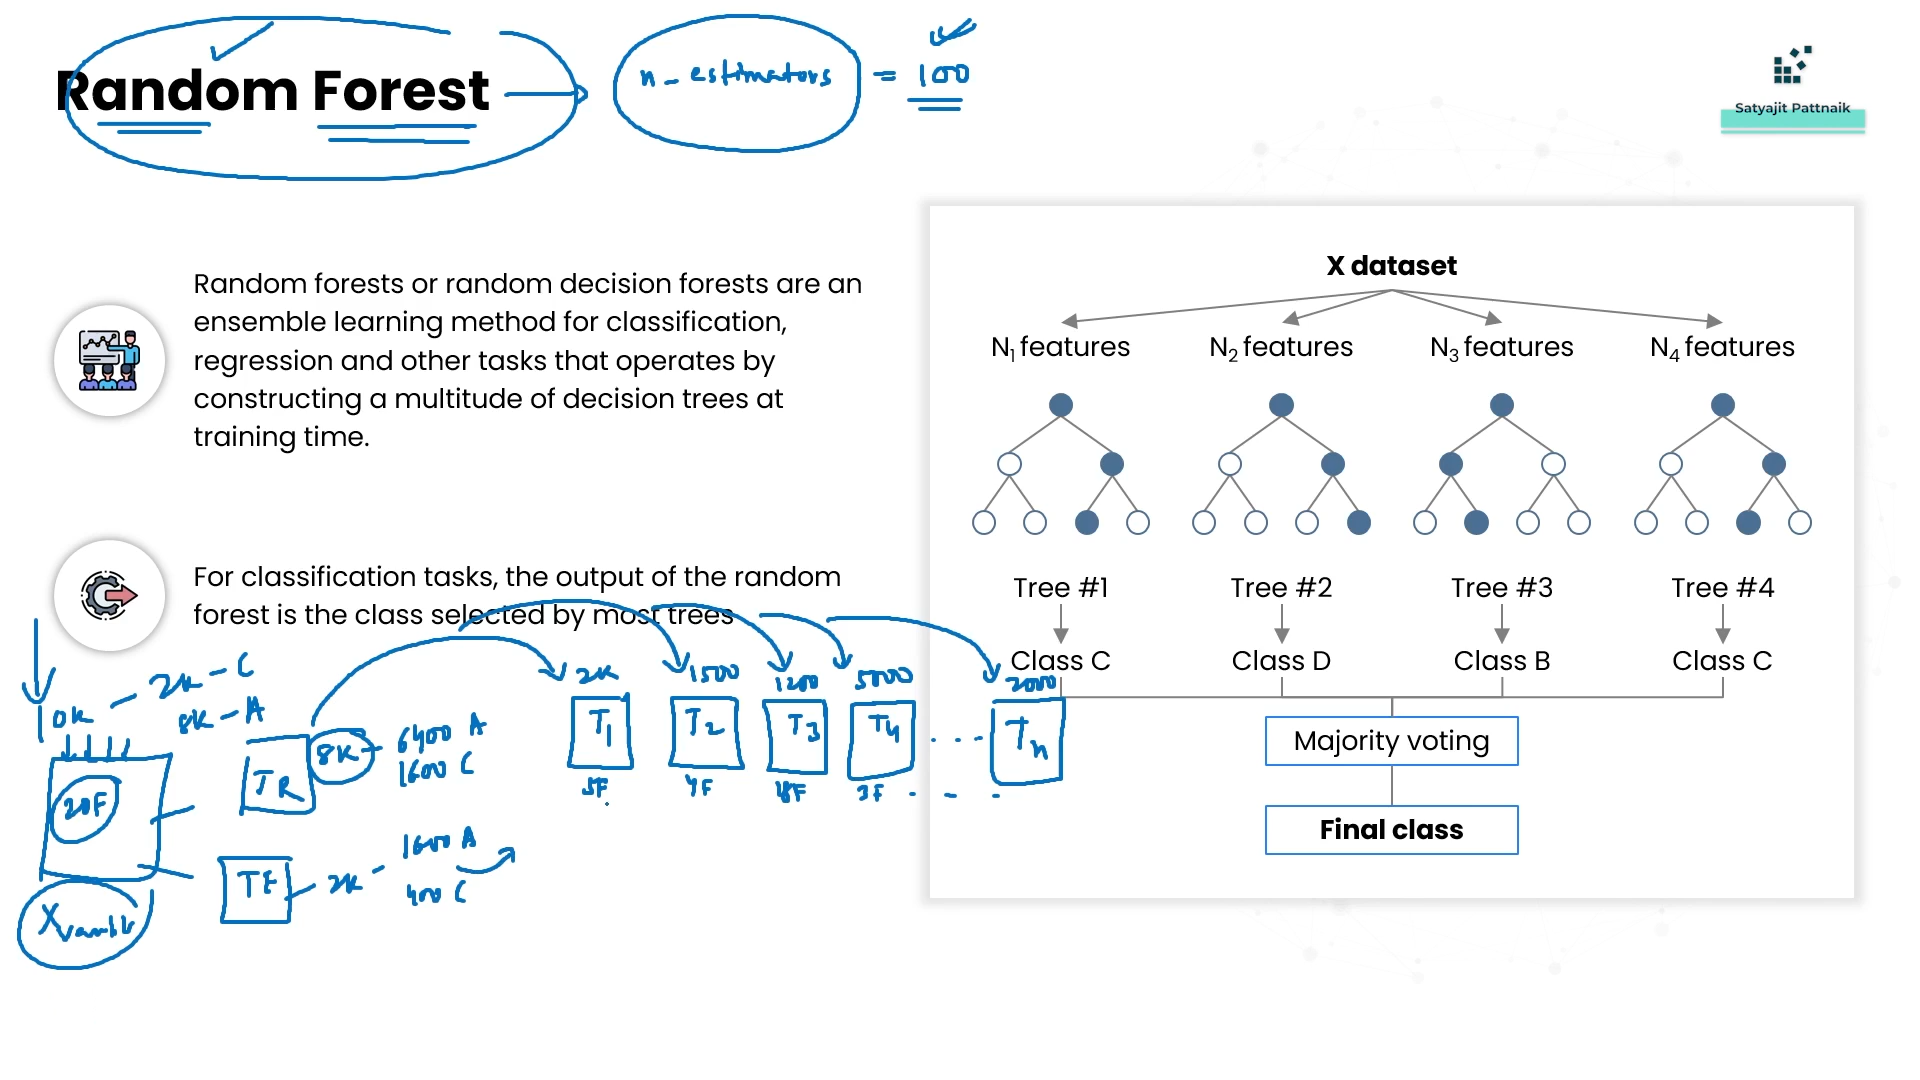 Random Forest
n_estimators = 100
Satyajit Pattnaik
Random forests or random decision forests are an
ensemble learning method for classification,
regression and other tasks that operates by
constructing a multitude of decision trees at
training time.
For classification tasks, the output of the random
forest is the class selected by most trees
X dataset
N1 features N2 features N3 features N4 features
Tree #1 Tree #2 Tree #3 Tree #4
Class C Class D Class B Class C
Majority voting
Final class
10K - 2K - C
8K - A
20F
TR 8K - 6400 A
1600 C
TE - 2K - 1600 A
400 C
2K 1500 1200 5000 2000
T1 T2 T3 T4 ... Tn
5F 4F 3F